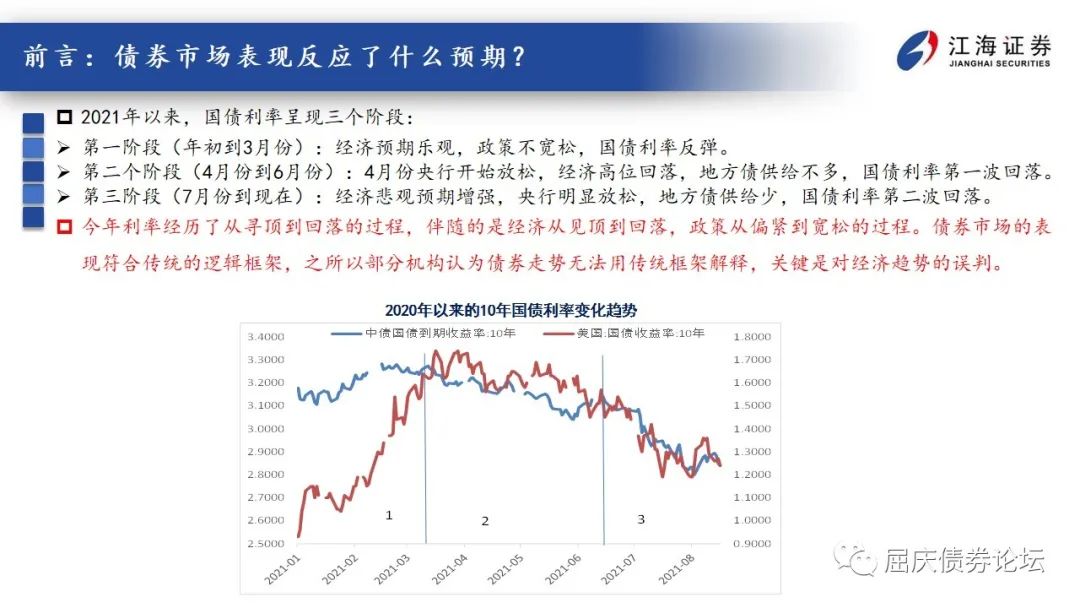 前言：债券市场表现反应了什么预期？
江海证券
JIANGHAI SECURITIES
2021年以来，国债利率呈现三个阶段：
第一阶段（年初到3月份）：经济预期乐观，政策不宽松，国债利率反弹。
第二个阶段（4月份到6月份）：4月份央行开始放松，经济高位回落，地方债供给不多，国债利率第一波回落。
第三阶段（7月份到现在）：经济悲观预期增强，央行明显放松，地方债供给少，国债利率第二波回落。
今年利率经历了从寻顶到回落的过程，伴随的是经济从见顶到回落，政策从偏紧到宽松的过程。债券市场的表
现符合传统的逻辑框架，之所以部分机构认为债券走势无法用传统框架解释，关键是对经济趋势的误判。
2020年以来的10年国债利率变化趋势
中债国债到期收益率:10年
美国:国债收益率:10年
3.4000
3.3000
3.2000
3.1000
3.0000
2.9000
2.8000
2.7000
2.6000
2.5000
1.8000
1.7000
1.6000
1.5000
1.4000
1.3000
1.2000
1.1000
1.0000
0.9000
1
2
3
2021-01
2021-02
2021-03
2021-04
2021-05
2021-06
2021-07
2021-08
屈庆债券论坛